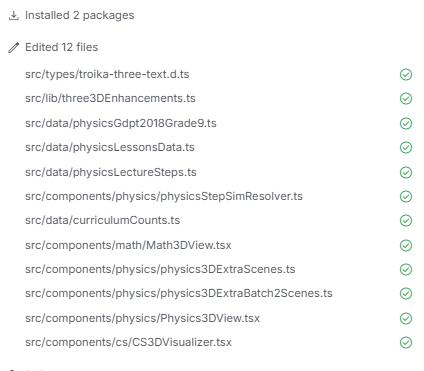 Installed 2 packages
Edited 12 files
src/types/troika-three-text.d.ts
src/lib/three3DEnhancements.ts
src/data/physicsGdpt2018Grade9.ts
src/data/physicsLessonsData.ts
src/data/physicsLectureSteps.ts
src/components/physics/physicsStepSimResolver.ts
src/data/curriculumCounts.ts
src/components/math/Math3DView.tsx
src/components/physics/physics3DExtraScenes.ts
src/components/physics/physics3DExtraBatch2Scenes.ts
src/components/physics/Physics3DView.tsx
src/components/cs/CS3DVisualizer.tsx